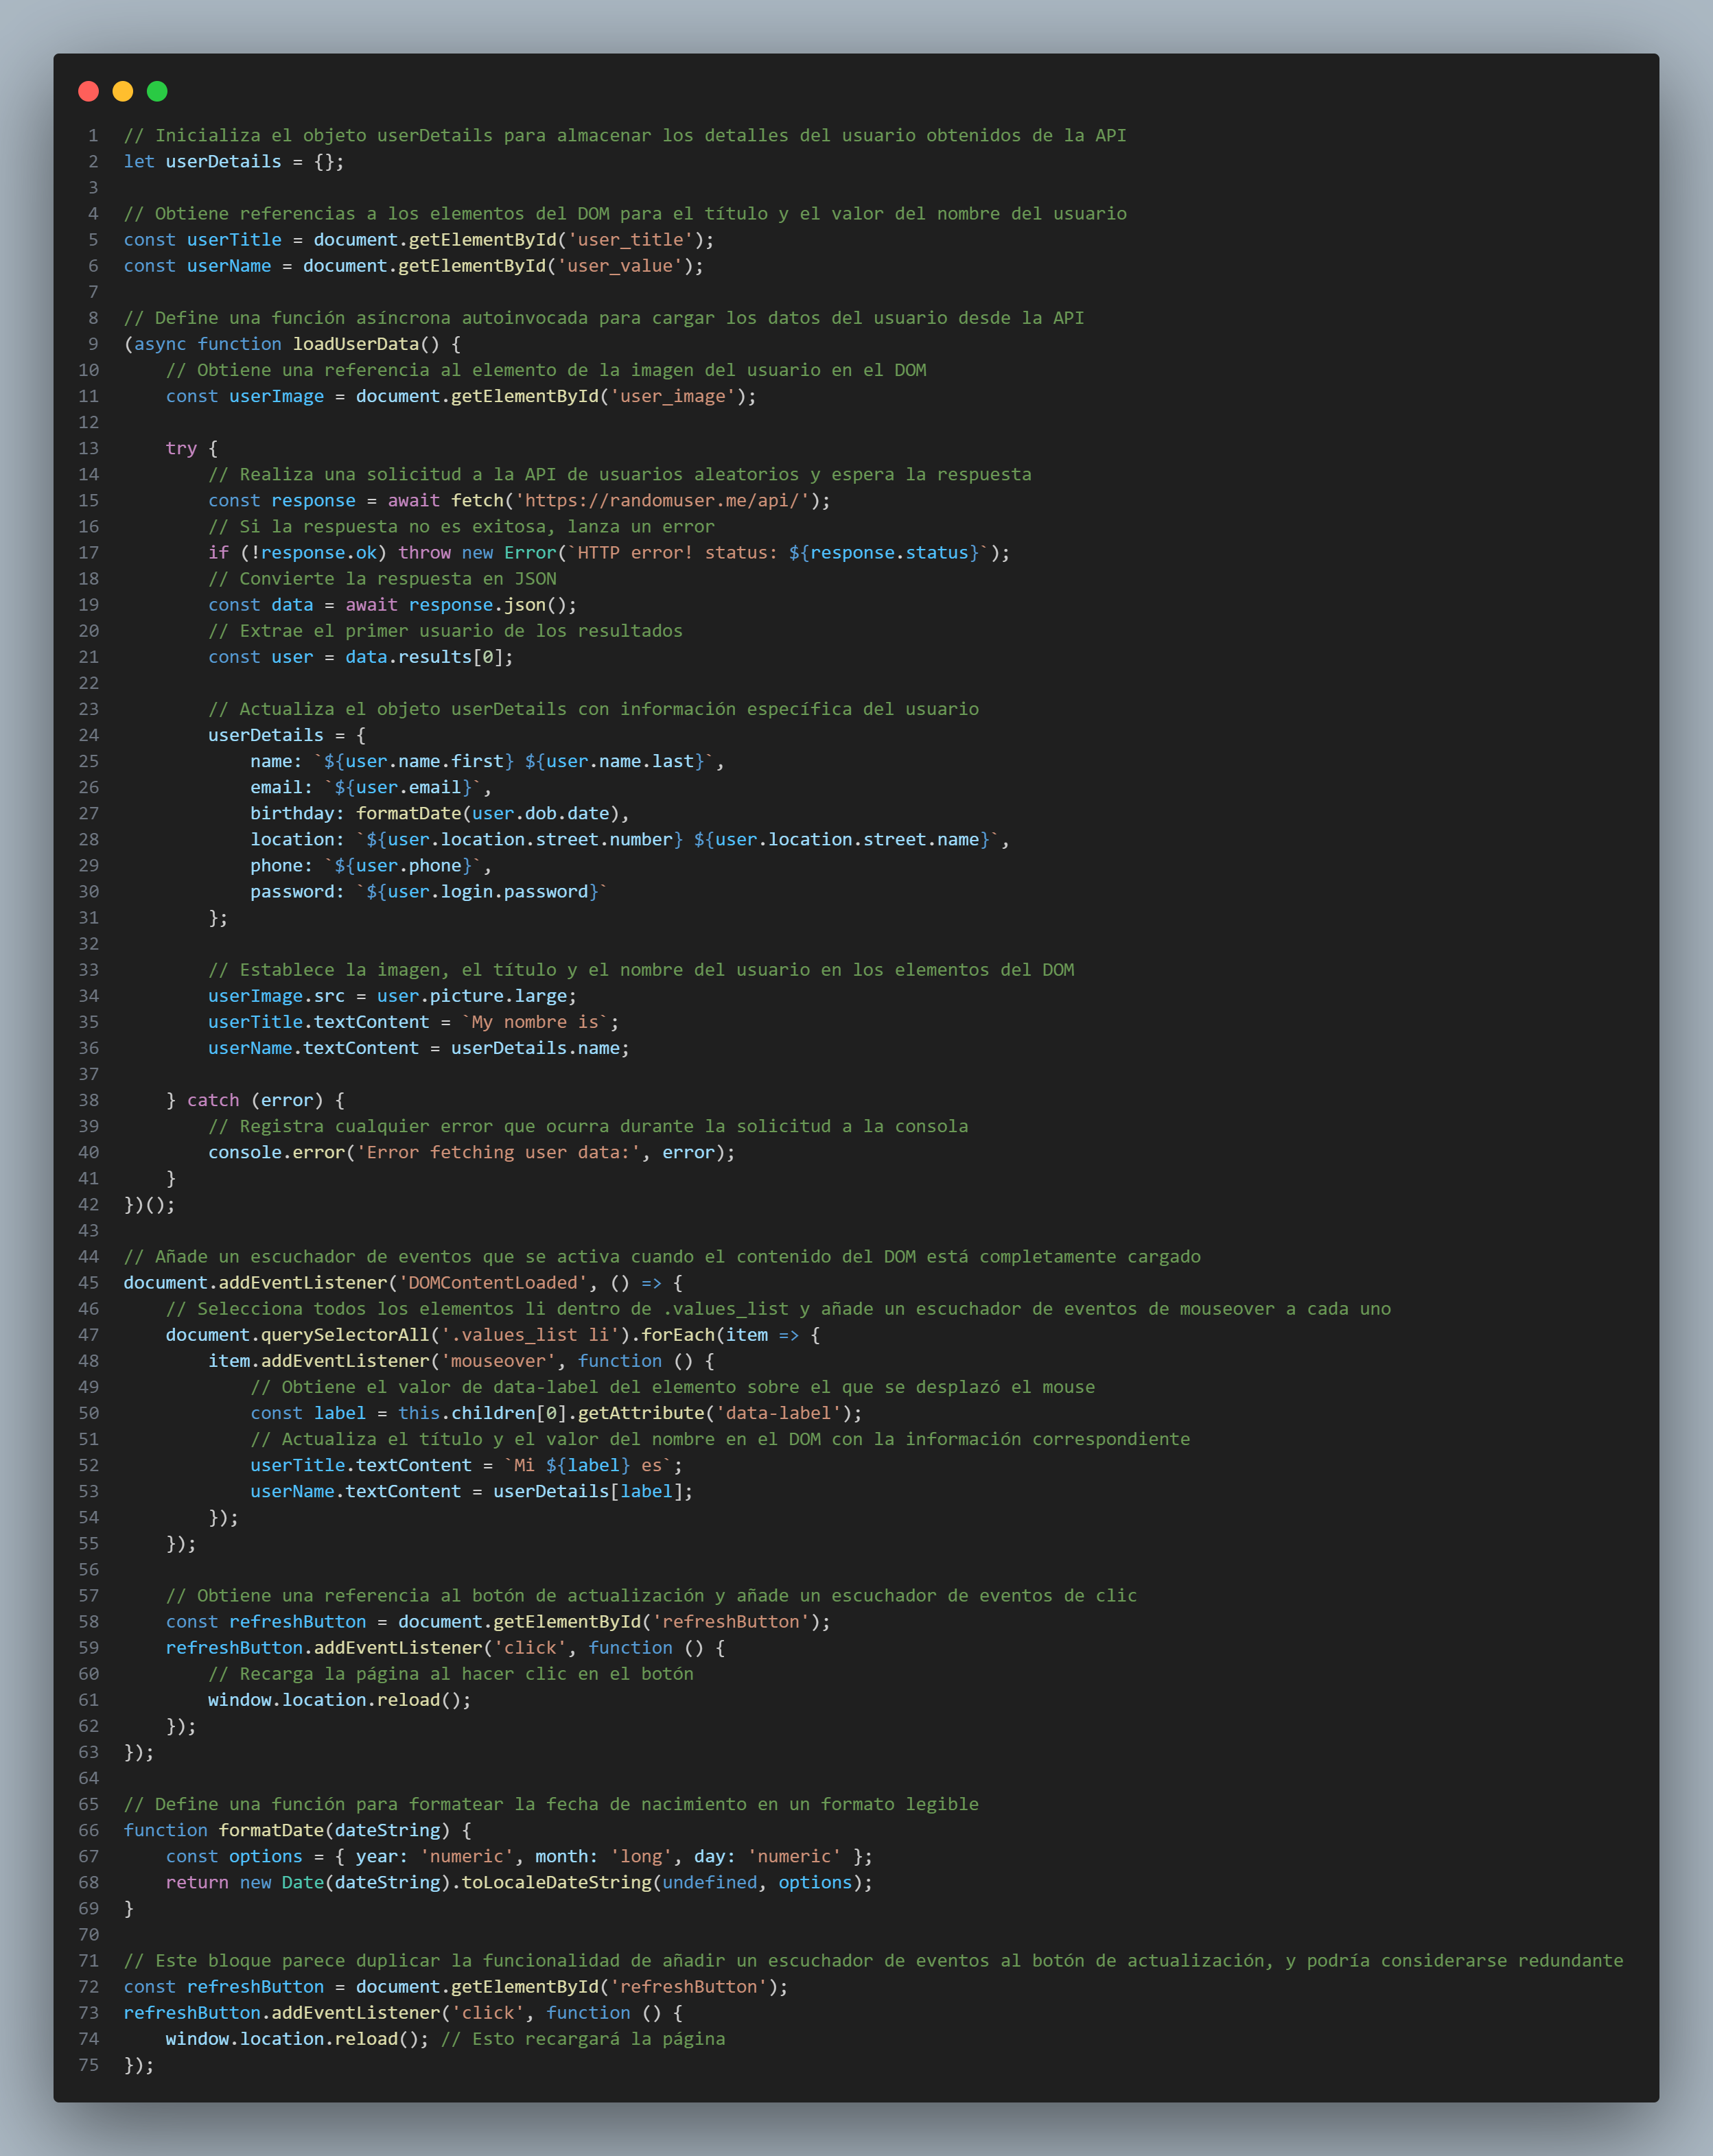 1 // Inicializa el objeto userDetails para almacenar los detalles del usuario obtenidos de la API
2 let userDetails = {};
3
4 // Obtiene referencias a los elementos del DOM para el título y el valor del nombre del usuario
5 const userTitle = document.getElementById('user_title');
6 const userName = document.getElementById('user_value');
7
8 // Define una función asíncrona autoinvocada para cargar los datos del usuario desde la API
9 (async function loadUserData() {
10     // Obtiene una referencia al elemento de la imagen del usuario en el DOM
11     const userImage = document.getElementById('user_image');
12
13     try {
14         // Realiza una solicitud a la API de usuarios aleatorios y espera la respuesta
15         const response = await fetch('https://randomuser.me/api/');
16         // Si la respuesta no es exitosa, lanza un error
17         if (!response.ok) throw new Error(`HTTP error! status: ${response.status}`);
18         // Convierte la respuesta en JSON
19         const data = await response.json();
20         // Extrae el primer usuario de los resultados
21         const user = data.results[0];
22
23         // Actualiza el objeto userDetails con información específica del usuario
24         userDetails = {
25             name: `${user.name.first} ${user.name.last}`,
26             email: `${user.email}`,
27             birthday: formatDate(user.dob.date),
28             location: `${user.location.street.number} ${user.location.street.name}`,
29             phone: `${user.phone}`,
30             password: `${user.login.password}`
31         };
32
33         // Establece la imagen, el título y el nombre del usuario en los elementos del DOM
34         userImage.src = user.picture.large;
35         userTitle.textContent = `My nombre is`;
36         userName.textContent = userDetails.name;
37
38     } catch (error) {
39         // Registra cualquier error que ocurra durante la solicitud a la consola
40         console.error('Error fetching user data:', error);
41     }
42 })();
43
44 // Añade un escuchador de eventos que se activa cuando el contenido del DOM está completamente cargado
45 document.addEventListener('DOMContentLoaded', () => {
46     // Selecciona todos los elementos li dentro de .values_list y añade un escuchador de eventos de mouseover a cada uno
47     document.querySelectorAll('.values_list li').forEach(item => {
48         item.addEventListener('mouseover', function () {
49             // Obtiene el valor de data-label del elemento sobre el que se desplazó el mouse
50             const label = this.children[0].getAttribute('data-label');
51             // Actualiza el título y el valor del nombre en el DOM con la información correspondiente
52             userTitle.textContent = `Mi ${label} es`;
53             userName.textContent = userDetails[label];
54         });
55     });
56
57     // Obtiene una referencia al botón de actualización y añade un escuchador de eventos de clic
58     const refreshButton = document.getElementById('refreshButton');
59     refreshButton.addEventListener('click', function () {
60         // Recarga la página al hacer clic en el botón
61         window.location.reload();
62     });
63 });
64
65 // Define una función para formatear la fecha de nacimiento en un formato legible
66 function formatDate(dateString) {
67     const options = { year: 'numeric', month: 'long', day: 'numeric' };
68     return new Date(dateString).toLocaleDateString(undefined, options);
69 }
70
71 // Este bloque parece duplicar la funcionalidad de añadir un escuchador de eventos al botón de actualización, y podría considerarse redundante
72 const refreshButton = document.getElementById('refreshButton');
73 refreshButton.addEventListener('click', function () {
74     window.location.reload(); // Esto recargará la página
75 });